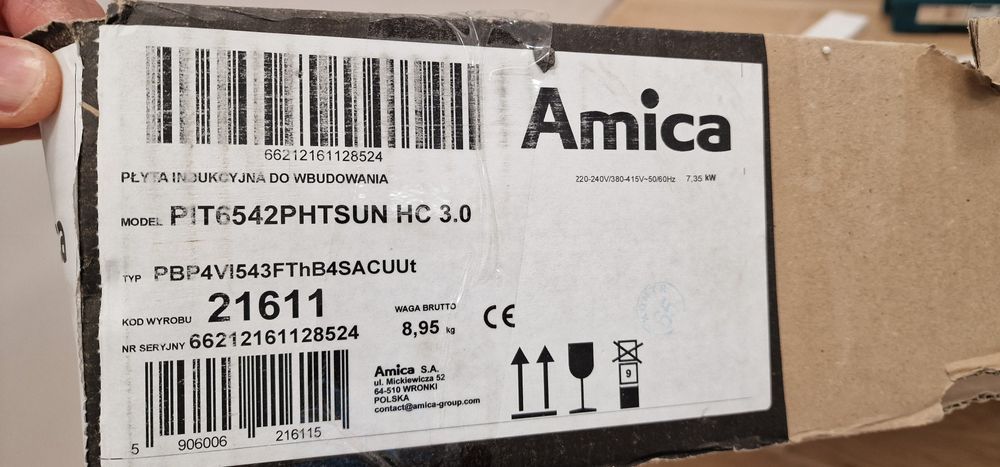 66212161128524
PŁYTA INDUKCYJNA DO WBUDOWANIA
Amica
220-240V/380-415V~50/60Hz 7,35 kW
MODEL PIT6542PHTSUN HC 3.0
TYP PBP4VI543FThB4SACUUt
KOD WYROBU 21611
WAGA BRUTTO
8,95 kg
CE
NR SERYJNY 66212161128524
Amica S.A.
ul. Mickiewicza 52
64-510 WRONKI
POLSKA
contact@amica-group.com
9
5 906006 216115